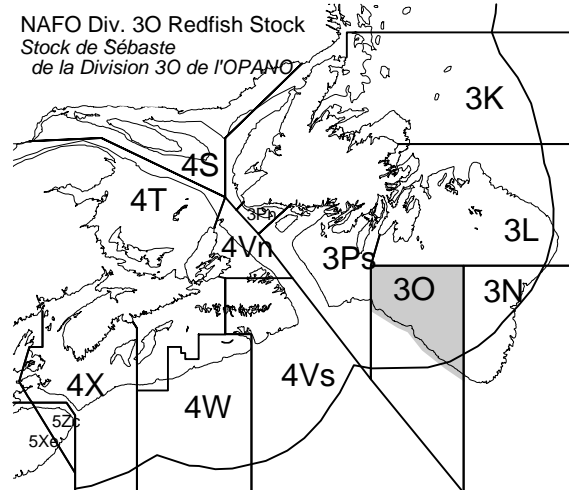 NAFO Div. 3O Redfish Stock
Stock de Sébaste
de la Division 3O de l'OPANO
3K
4S
4T
3Pn
3L
4Vn
3Ps
3O
3N
4X
4W
4Vs
5Zc
5Xe